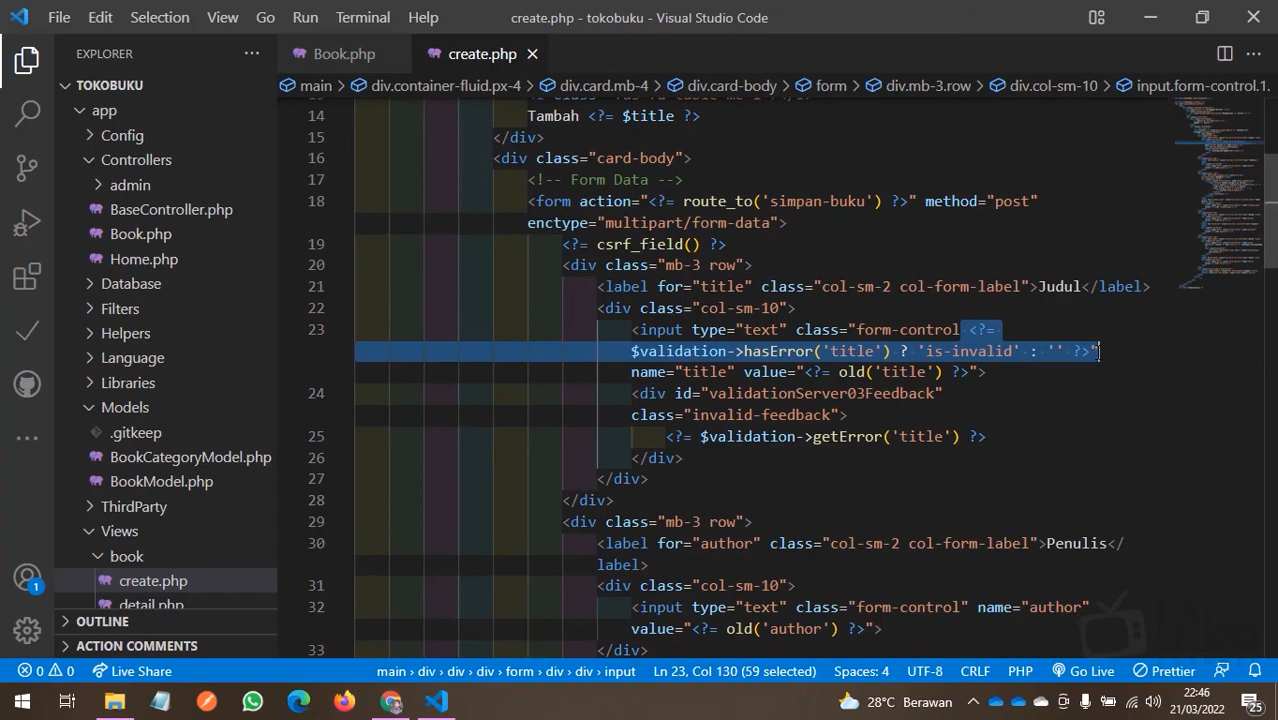 File Edit Selection View Go Run Terminal Help create.php - tokobuku - Visual Studio Code
EXPLORER ··· Book.php create.php ×
TOKOBUKU main > div.container-fluid.px-4 > div.card.mb-4 > div.card-body > form > div.mb-3.row > div.col-sm-10 > input.form-control.
app
Config
Controllers
admin
BaseController.php
Book.php
Home.php
Database
Filters
Helpers
Language
Libraries
Models
.gitkeep
BookCategoryModel.php
BookModel.php
ThirdParty
Views
book
create.php
detail.php
OUTLINE
ACTION COMMENTS
14 Tambah <?= $title ?>
15 </div>
16 <div class="card-body">
17 <!-- Form Data -->
18 <form action="<?= route_to('simpan-buku') ?>" method="post"
enctype="multipart/form-data">
19 <?= csrf_field() ?>
20 <div class="mb-3 row">
21 <label for="title" class="col-sm-2 col-form-label">Judul</label>
22 <div class="col-sm-10">
23 <input type="text" class="form-control <?=
$validation->hasError('title') ? 'is-invalid' : '' ?>"
name="title" value="<?= old('title') ?>">
24 <div id="validationServer03Feedback"
class="invalid-feedback">
25 <?= $validation->getError('title') ?>
26 </div>
27 </div>
28 </div>
29 <div class="mb-3 row">
30 <label for="author" class="col-sm-2 col-form-label">Penulis</
label>
31 <div class="col-sm-10">
32 <input type="text" class="form-control" name="author"
value="<?= old('author') ?>">
33 </div>
1
0 0 Live Share main › div › div › form › div › div › input Ln 23, Col 130 (59 selected) Spaces: 4 UTF-8 CRLF PHP Go Live Prettier
28°C Berawan 22:46
21/03/2022 25